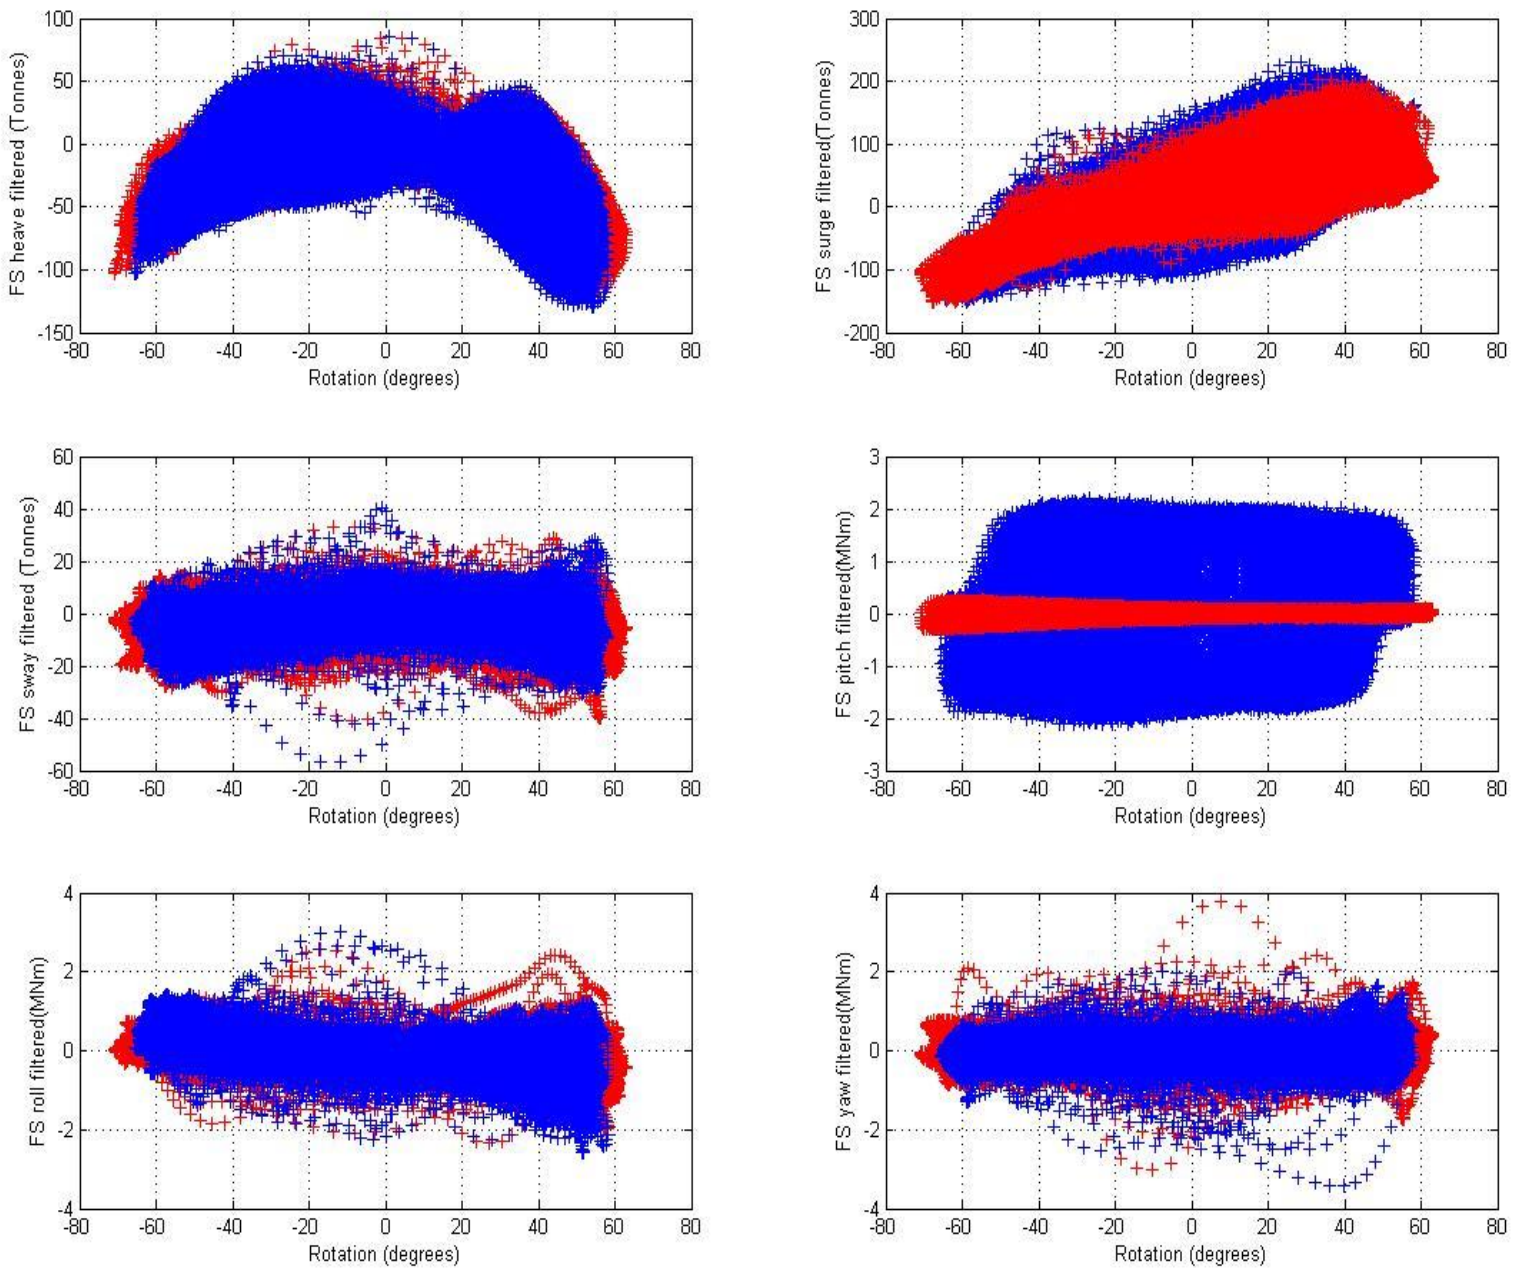 100
50
0
-50
-100
-150
FS heave filtered (Tonnes)
-80 -60 -40 -20 0 20 40 60 80
Rotation (degrees)
300
200
100
0
-100
-200
FS surge filtered(Tonnes)
-80 -60 -40 -20 0 20 40 60 80
Rotation (degrees)
60
40
20
0
-20
-40
-60
FS sway filtered (Tonnes)
-80 -60 -40 -20 0 20 40 60 80
Rotation (degrees)
3
2
1
0
-1
-2
-3
FS pitch filtered(MNm)
-80 -60 -40 -20 0 20 40 60 80
Rotation (degrees)
4
2
0
-2
-4
FS roll filtered(MNm)
-80 -60 -40 -20 0 20 40 60 80
Rotation (degrees)
4
2
0
-2
-4
FS yaw filtered(MNm)
-80 -60 -40 -20 0 20 40 60 80
Rotation (degrees)